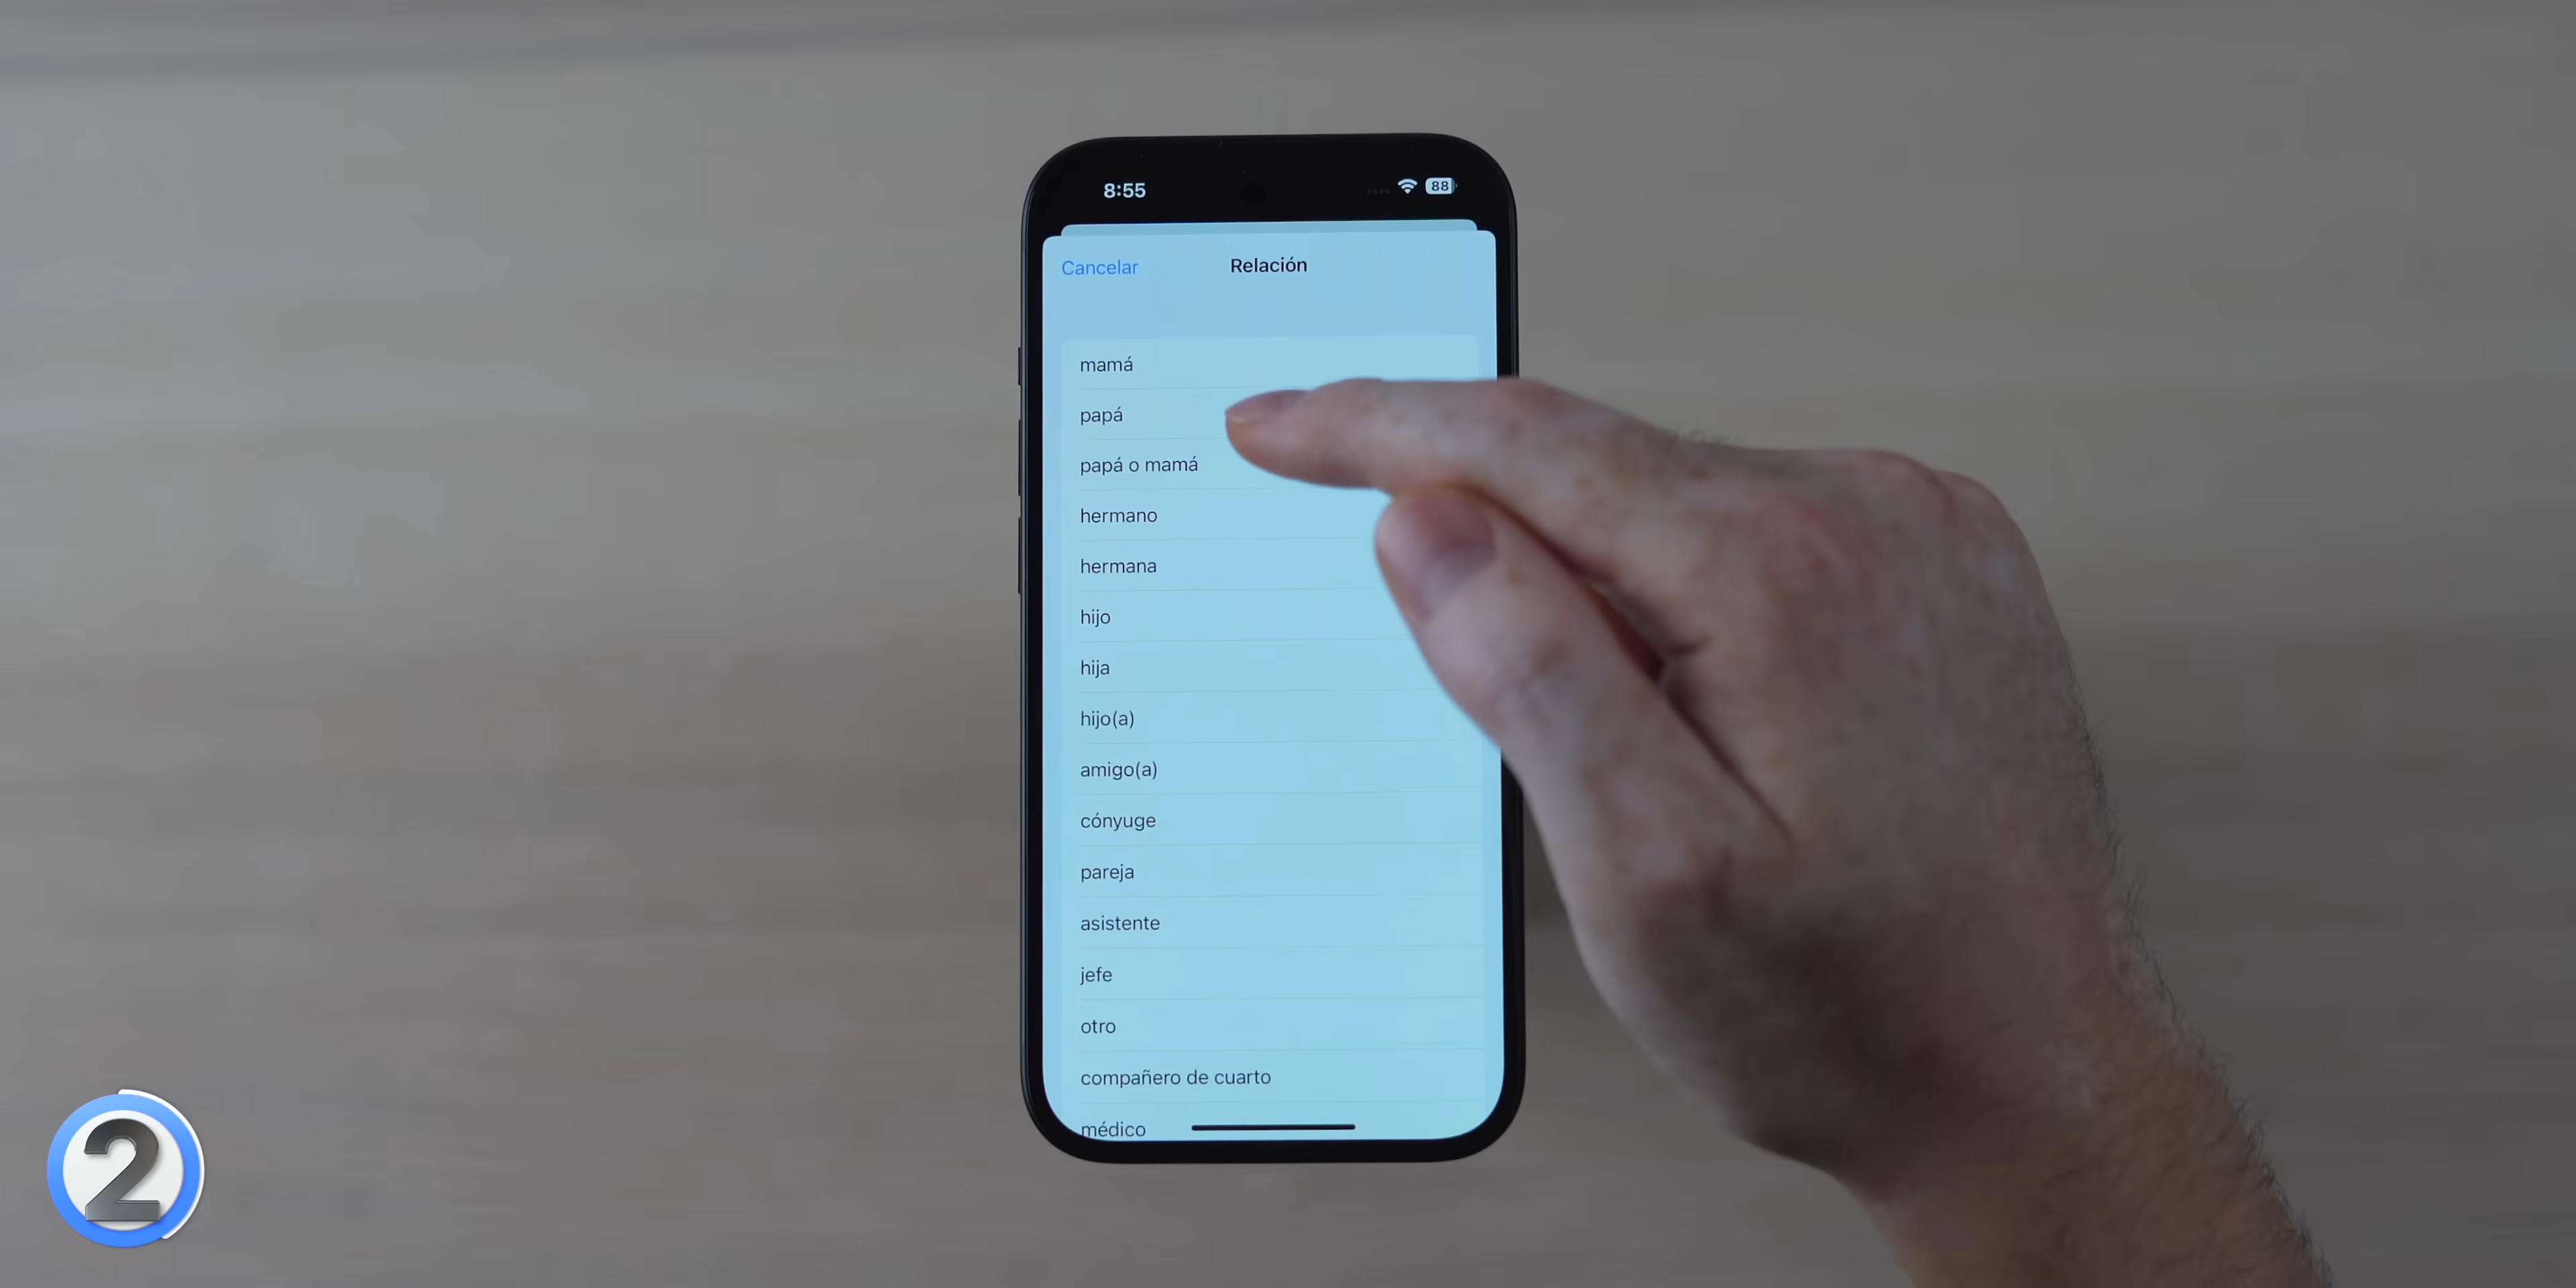 8:55
88
Cancelar
Relación
mamá
papá
papá o mamá
hermano
hermana
hijo
hija
hijo(a)
amigo(a)
cónyuge
pareja
asistente
jefe
otro
compañero de cuarto
médico
2